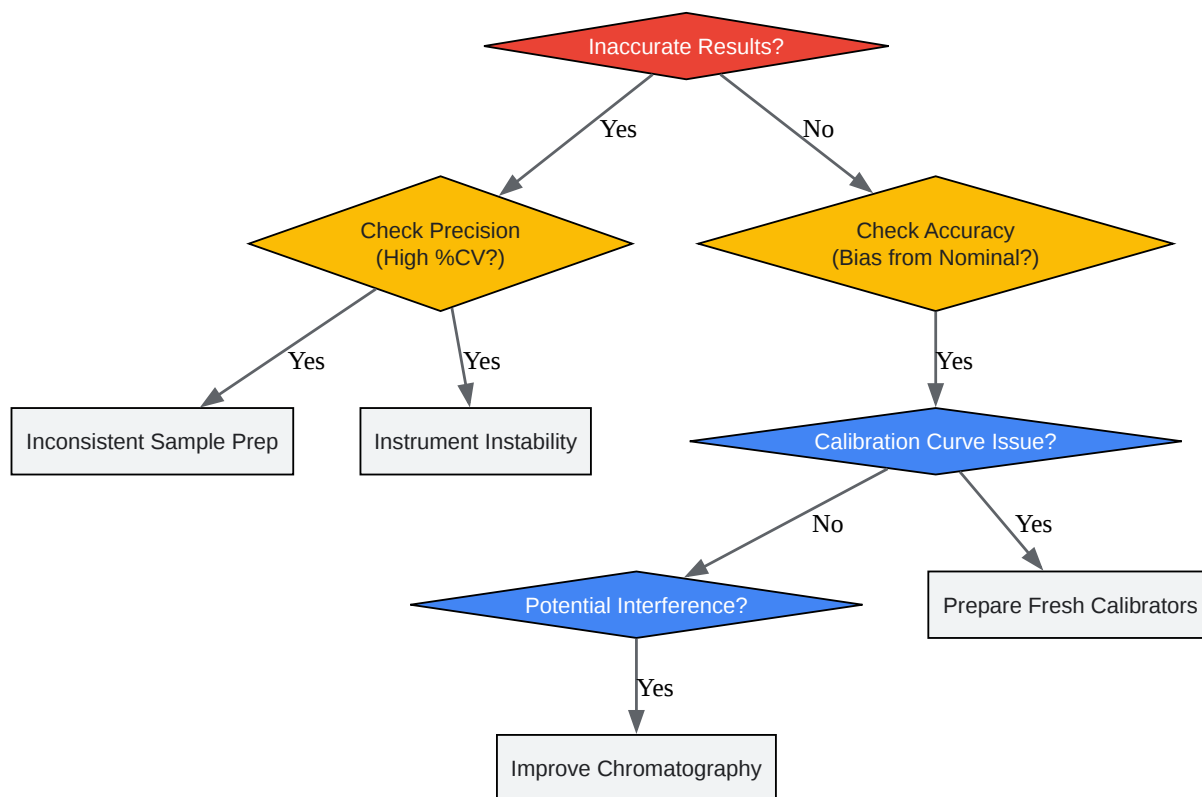 Inaccurate Results?
Yes
No
Check Precision
(High %CV?)
Check Accuracy
(Bias from Nominal?)
Yes
Yes
Yes
Inconsistent Sample Prep
Instrument Instability
Calibration Curve Issue?
No
Yes
Potential Interference?
Prepare Fresh Calibrators
Yes
Improve Chromatography